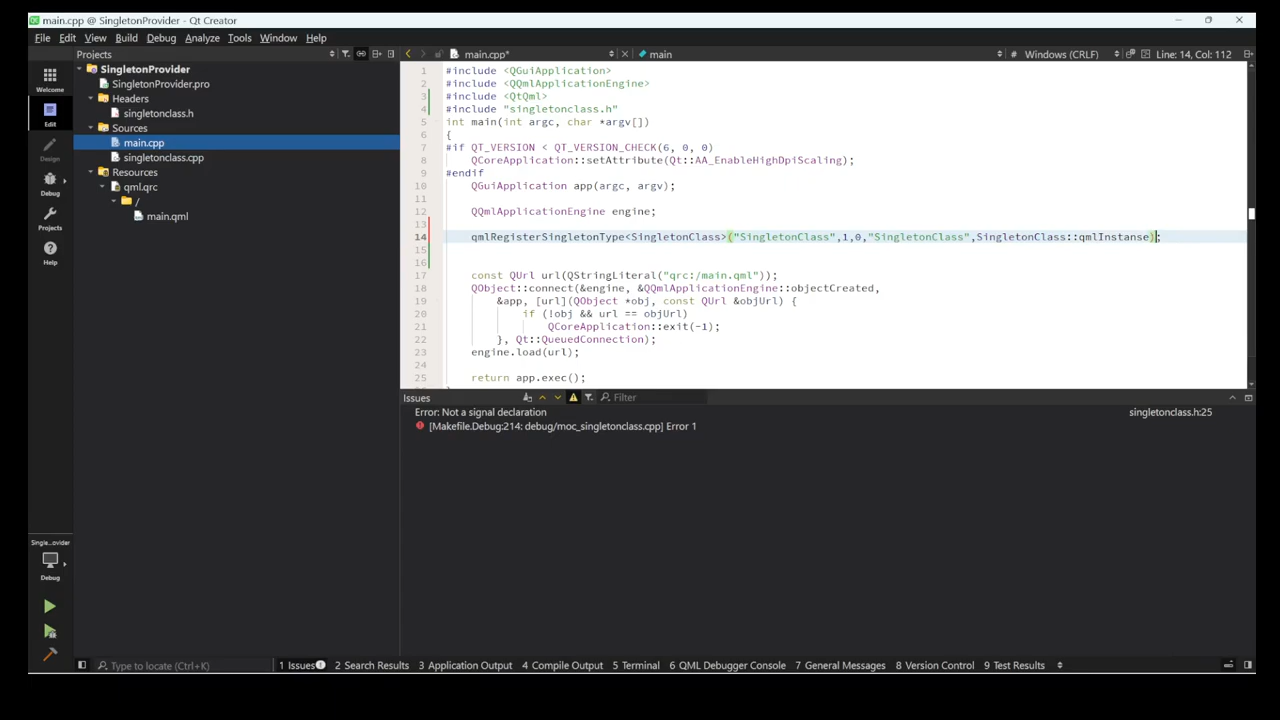 main.cpp @ SingletonProvider - Qt Creator
File Edit View Build Debug Analyze Tools Window Help
Projects
main.cpp*
main
# Windows (CRLF)
Line: 14, Col: 112
Welcome
Edit
Design
Debug
Projects
Help
SingletonProvider
SingletonProvider.pro
Headers
singletonclass.h
Sources
main.cpp
singletonclass.cpp
Resources
qml.qrc
/
main.qml
1 #include <QGuiApplication>
2 #include <QQmlApplicationEngine>
3 #include <QtQml>
4 #include "singletonclass.h"
5 int main(int argc, char *argv[])
6 {
7 #if QT_VERSION < QT_VERSION_CHECK(6, 0, 0)
8 QCoreApplication::setAttribute(Qt::AA_EnableHighDpiScaling);
9 #endif
10 QGuiApplication app(argc, argv);
11
12 QQmlApplicationEngine engine;
13
14 qmlRegisterSingletonType<SingletonClass>("SingletonClass",1,0,"SingletonClass",SingletonClass::qmlInstanse);
15
16
17 const QUrl url(QStringLiteral("qrc:/main.qml"));
18 QObject::connect(&engine, &QQmlApplicationEngine::objectCreated,
19 &app, [url](QObject *obj, const QUrl &objUrl) {
20 if (!obj && url == objUrl)
21 QCoreApplication::exit(-1);
22 }, Qt::QueuedConnection);
23 engine.load(url);
24
25 return app.exec();
Issues
Filter
Error: Not a signal declaration
singletonclass.h:25
[Makefile.Debug:214: debug/moc_singletonclass.cpp] Error 1
Single...ovider
Debug
Type to locate (Ctrl+K)
1 Issues 2 Search Results 3 Application Output 4 Compile Output 5 Terminal 6 QML Debugger Console 7 General Messages 8 Version Control 9 Test Results